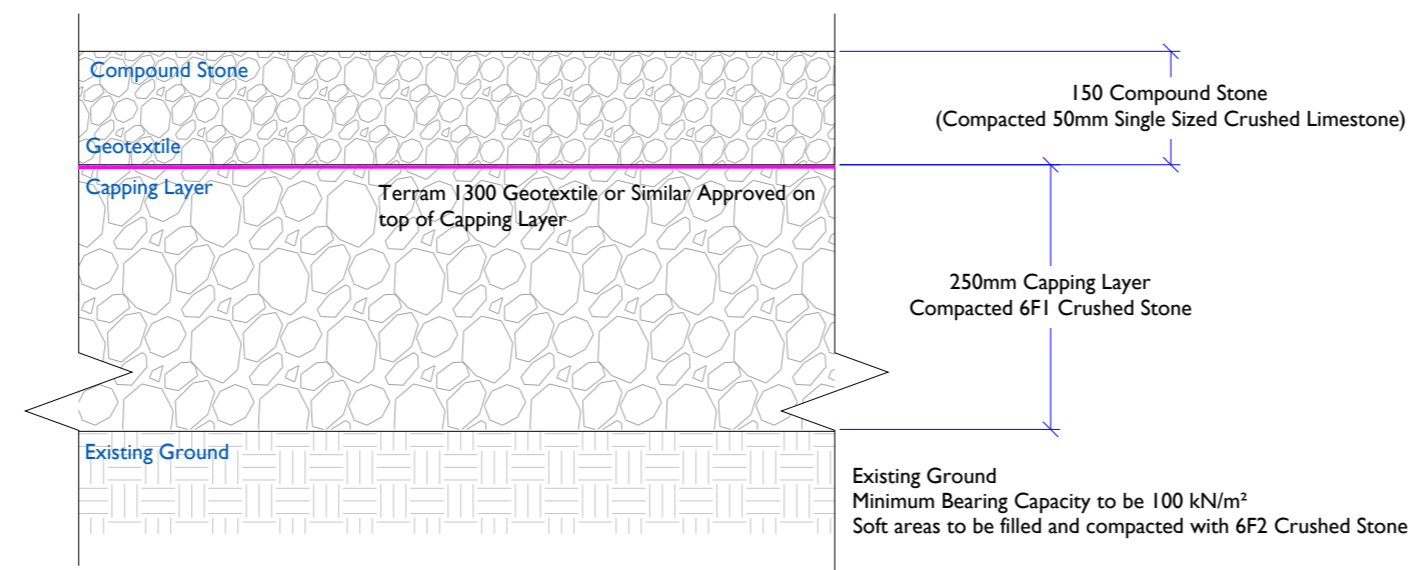 Compound Stone
150 Compound Stone
(Compacted 50mm Single Sized Crushed Limestone)
Geotextile
Capping Layer
Terram 1300 Geotextile or Similar Approved on
top of Capping Layer
250mm Capping Layer
Compacted 6F1 Crushed Stone
Existing Ground
Existing Ground
Minimum Bearing Capacity to be 100 kN/m²
Soft areas to be filled and compacted with 6F2 Crushed Stone